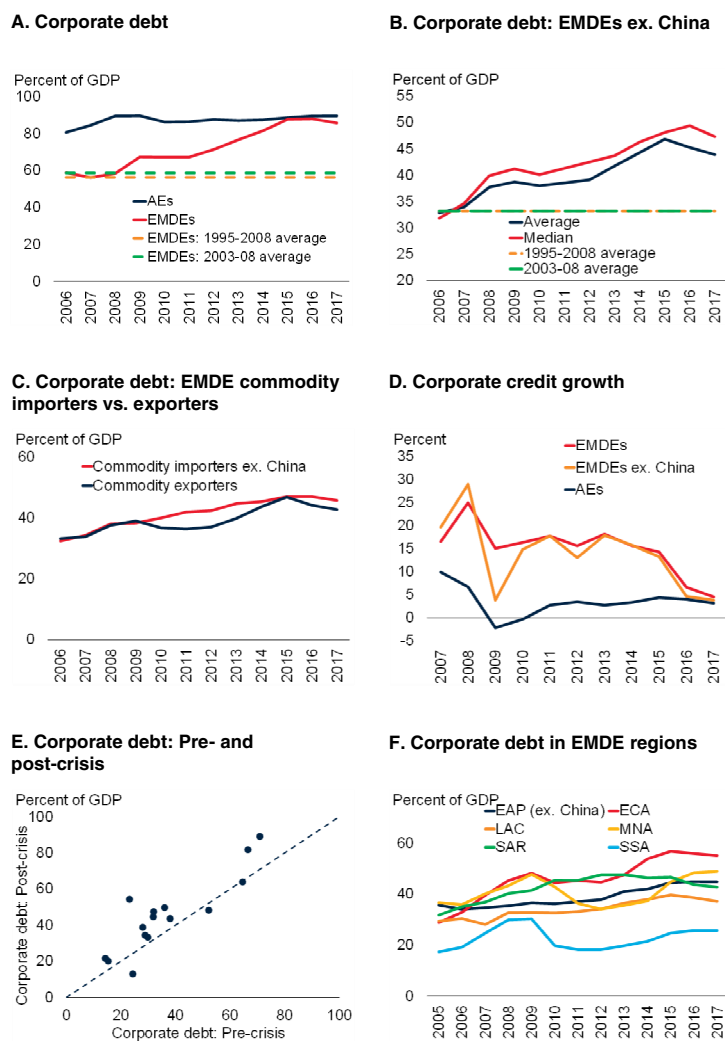 A. Corporate debt
Percent of GDP
100
80
60
40
20
0
AEs
EMDEs
EMDEs: 1995-2008 average
EMDEs: 2003-08 average
2006
2007
2008
2009
2010
2011
2012
2013
2014
2015
2016
2017
B. Corporate debt: EMDEs ex. China
Percent of GDP
55
50
45
40
35
30
25
20
Average
Median
1995-2008 average
2003-08 average
2006
2007
2008
2009
2010
2011
2012
2013
2014
2015
2016
2017
C. Corporate debt: EMDE commodity
importers vs. exporters
Percent of GDP
60
40
20
0
Commodity importers ex. China
Commodity exporters
2006
2007
2008
2009
2010
2011
2012
2013
2014
2015
2016
2017
D. Corporate credit growth
Percent
35
30
25
20
15
10
5
0
-5
EMDEs
EMDEs ex. China
AEs
2007
2008
2009
2010
2011
2012
2013
2014
2015
2016
2017
E. Corporate debt: Pre- and
post-crisis
Percent of GDP
Corporate debt: Post-crisis
100
80
60
40
20
0
0
20
40
60
80
100
Corporate debt: Pre-crisis
F. Corporate debt in EMDE regions
Percent of GDP
EAP (ex. China)
ECA
LAC
MNA
SAR
SSA
60
40
20
0
2005
2006
2007
2008
2009
2010
2011
2012
2013
2014
2015
2016
2017